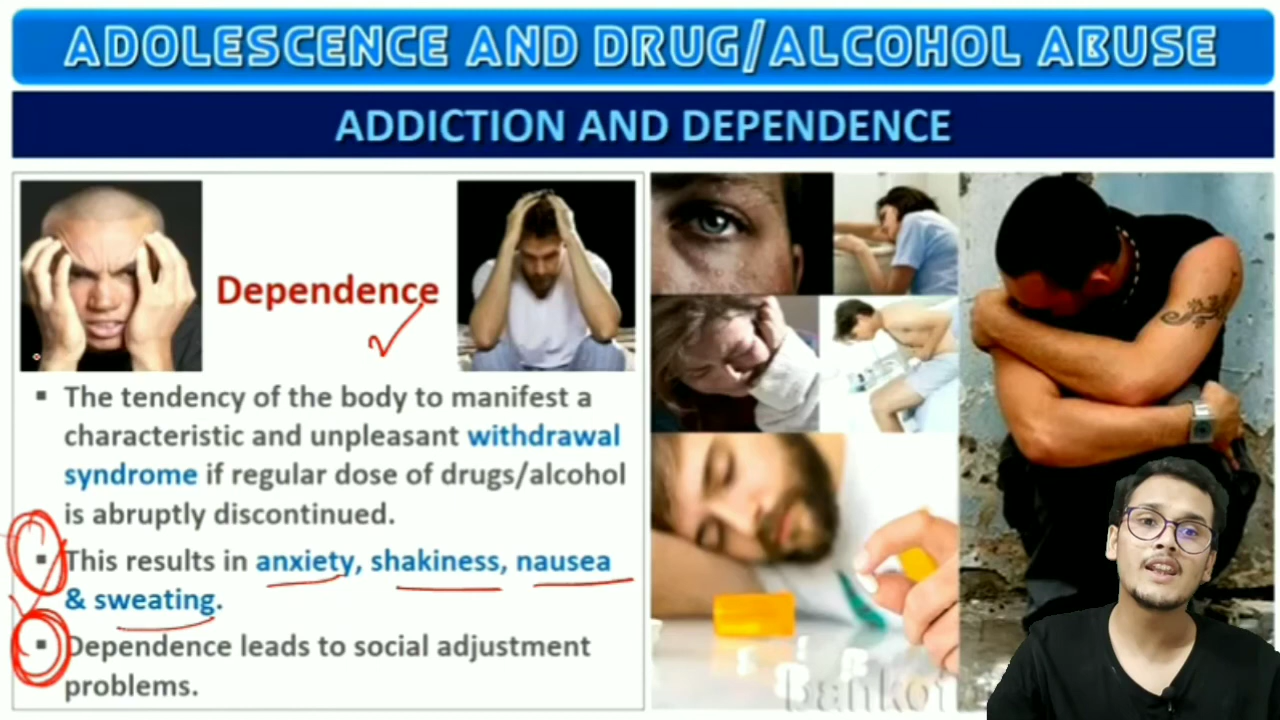 ADOLESCENCE AND DRUG/ALCOHOL ABUSE
ADDICTION AND DEPENDENCE
Dependence
▪ The tendency of the body to manifest a
characteristic and unpleasant withdrawal
syndrome if regular dose of drugs/alcohol
is abruptly discontinued.
▪ This results in anxiety, shakiness, nausea
& sweating.
▪ Dependence leads to social adjustment
problems.